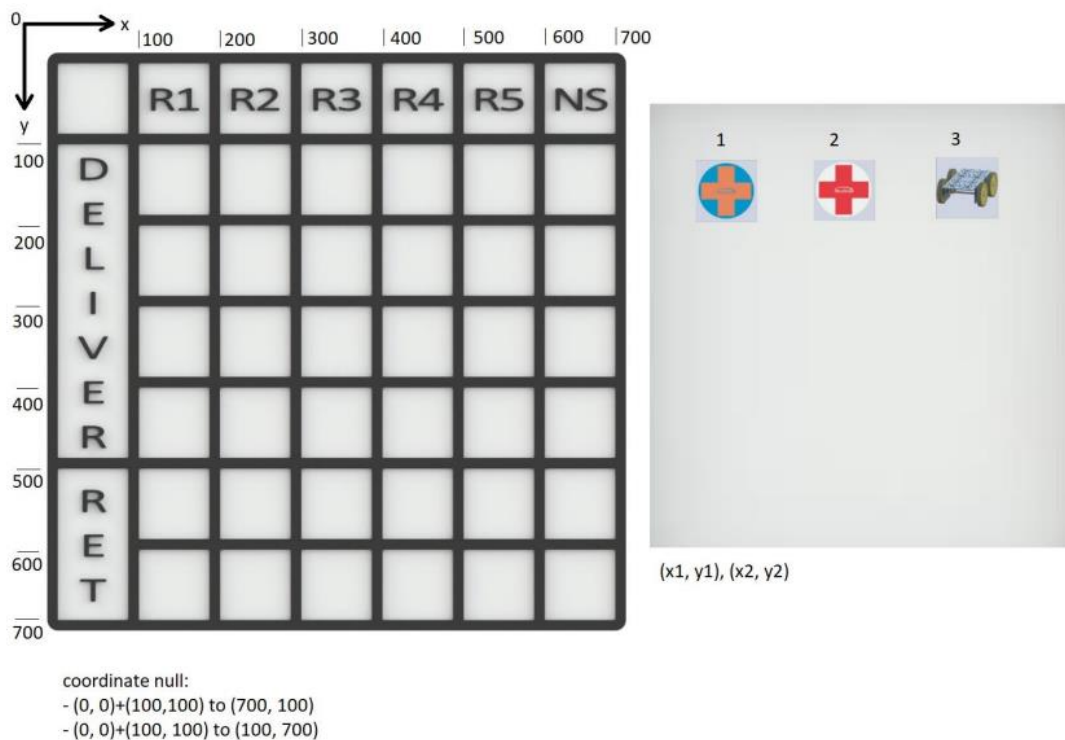 0
x
100 200 300 400 500 600 700
y
R1 R2 R3 R4 R5 NS
100
200
300
400
500
600
700
DELIVER
RET
1 2 3
(x1, y1), (x2, y2)
coordinate null:
- (0, 0)+(100,100) to (700, 100)
- (0, 0)+(100, 100) to (100, 700)